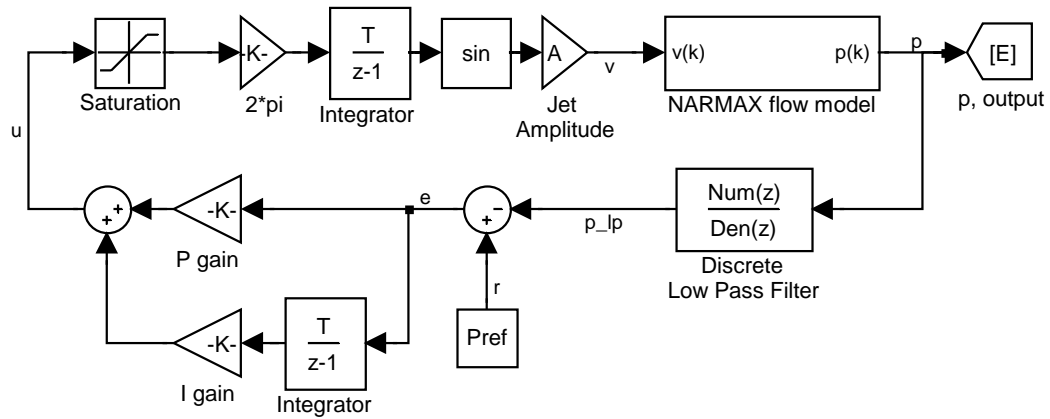 Saturation
-K-
2*pi
T
z-1
Integrator
sin
A
Jet
Amplitude
v
v(k)
p(k)
NARMAX flow model
p
[E]
p, output
u
+
+
-K-
P gain
e
+
−
p_lp
Num(z)
Den(z)
Discrete
Low Pass Filter
r
Pref
-K-
I gain
T
z-1
Integrator